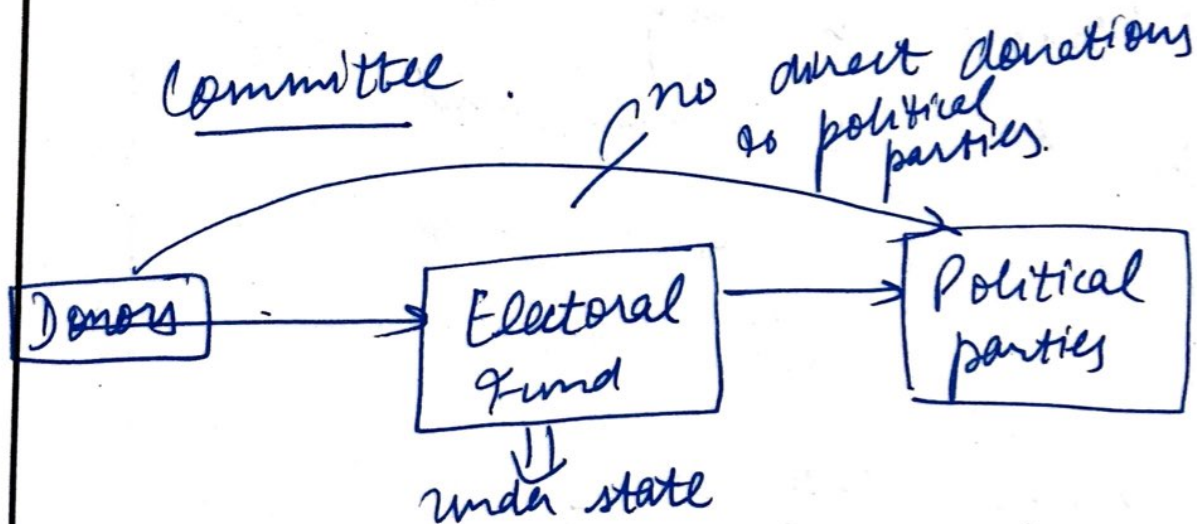 Committee.
no direct donations
to political
parties.
Donors
Electoral
Fund
Political
parties
under state